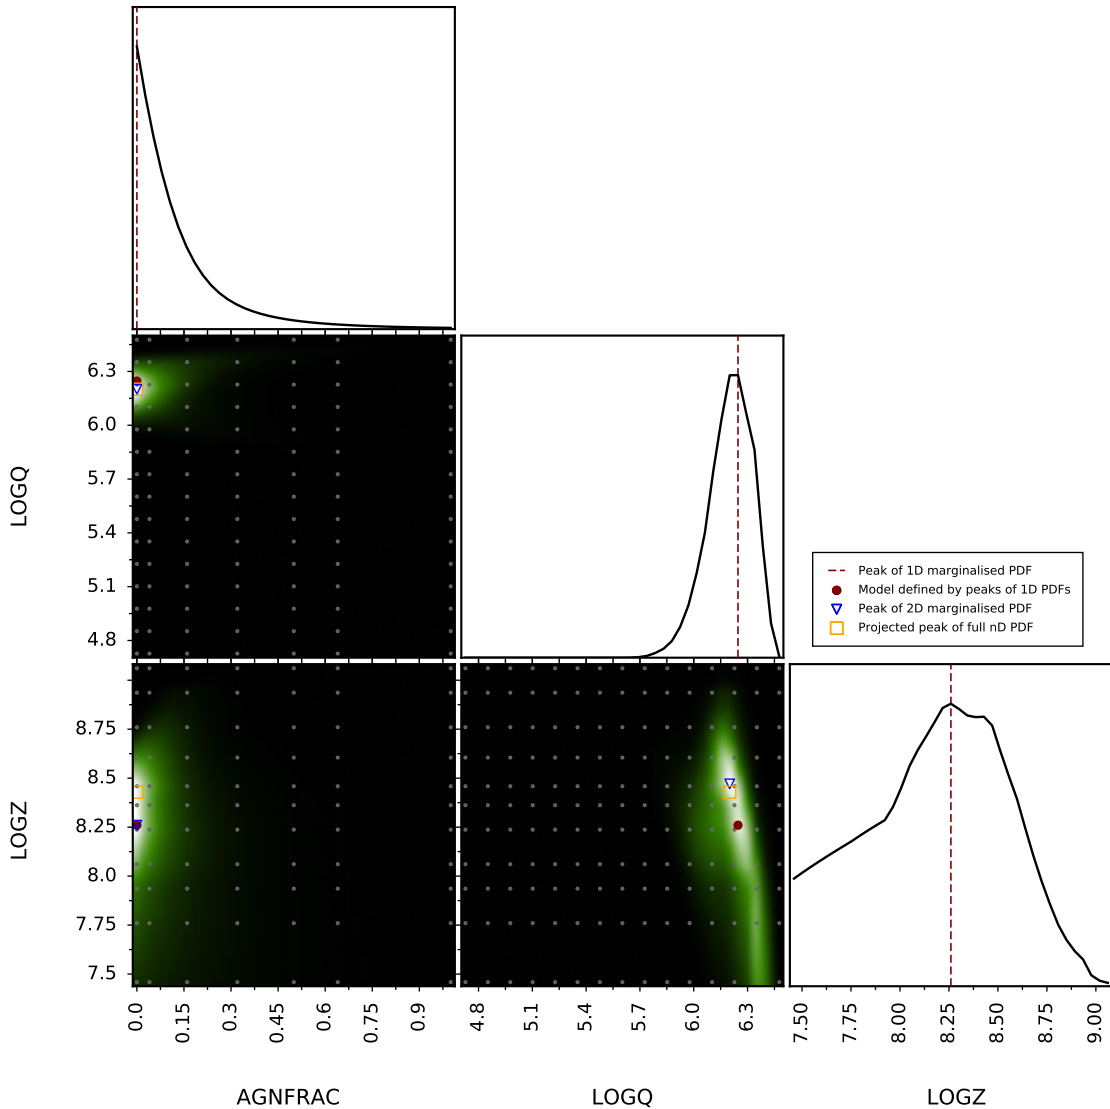 6.3
6.0
5.7
5.4
5.1
4.8
LOGQ
Peak of 1D marginalised PDF
Model defined by peaks of 1D PDFs
Peak of 2D marginalised PDF
Projected peak of full nD PDF
8.75
8.5
8.25
8.0
7.75
7.5
LOGZ
0.0 0.15 0.3 0.45 0.6 0.75 0.9
4.8 5.1 5.4 5.7 6.0 6.3
7.50 7.75 8.00 8.25 8.50 8.75 9.00
AGNFRAC LOGQ LOGZ